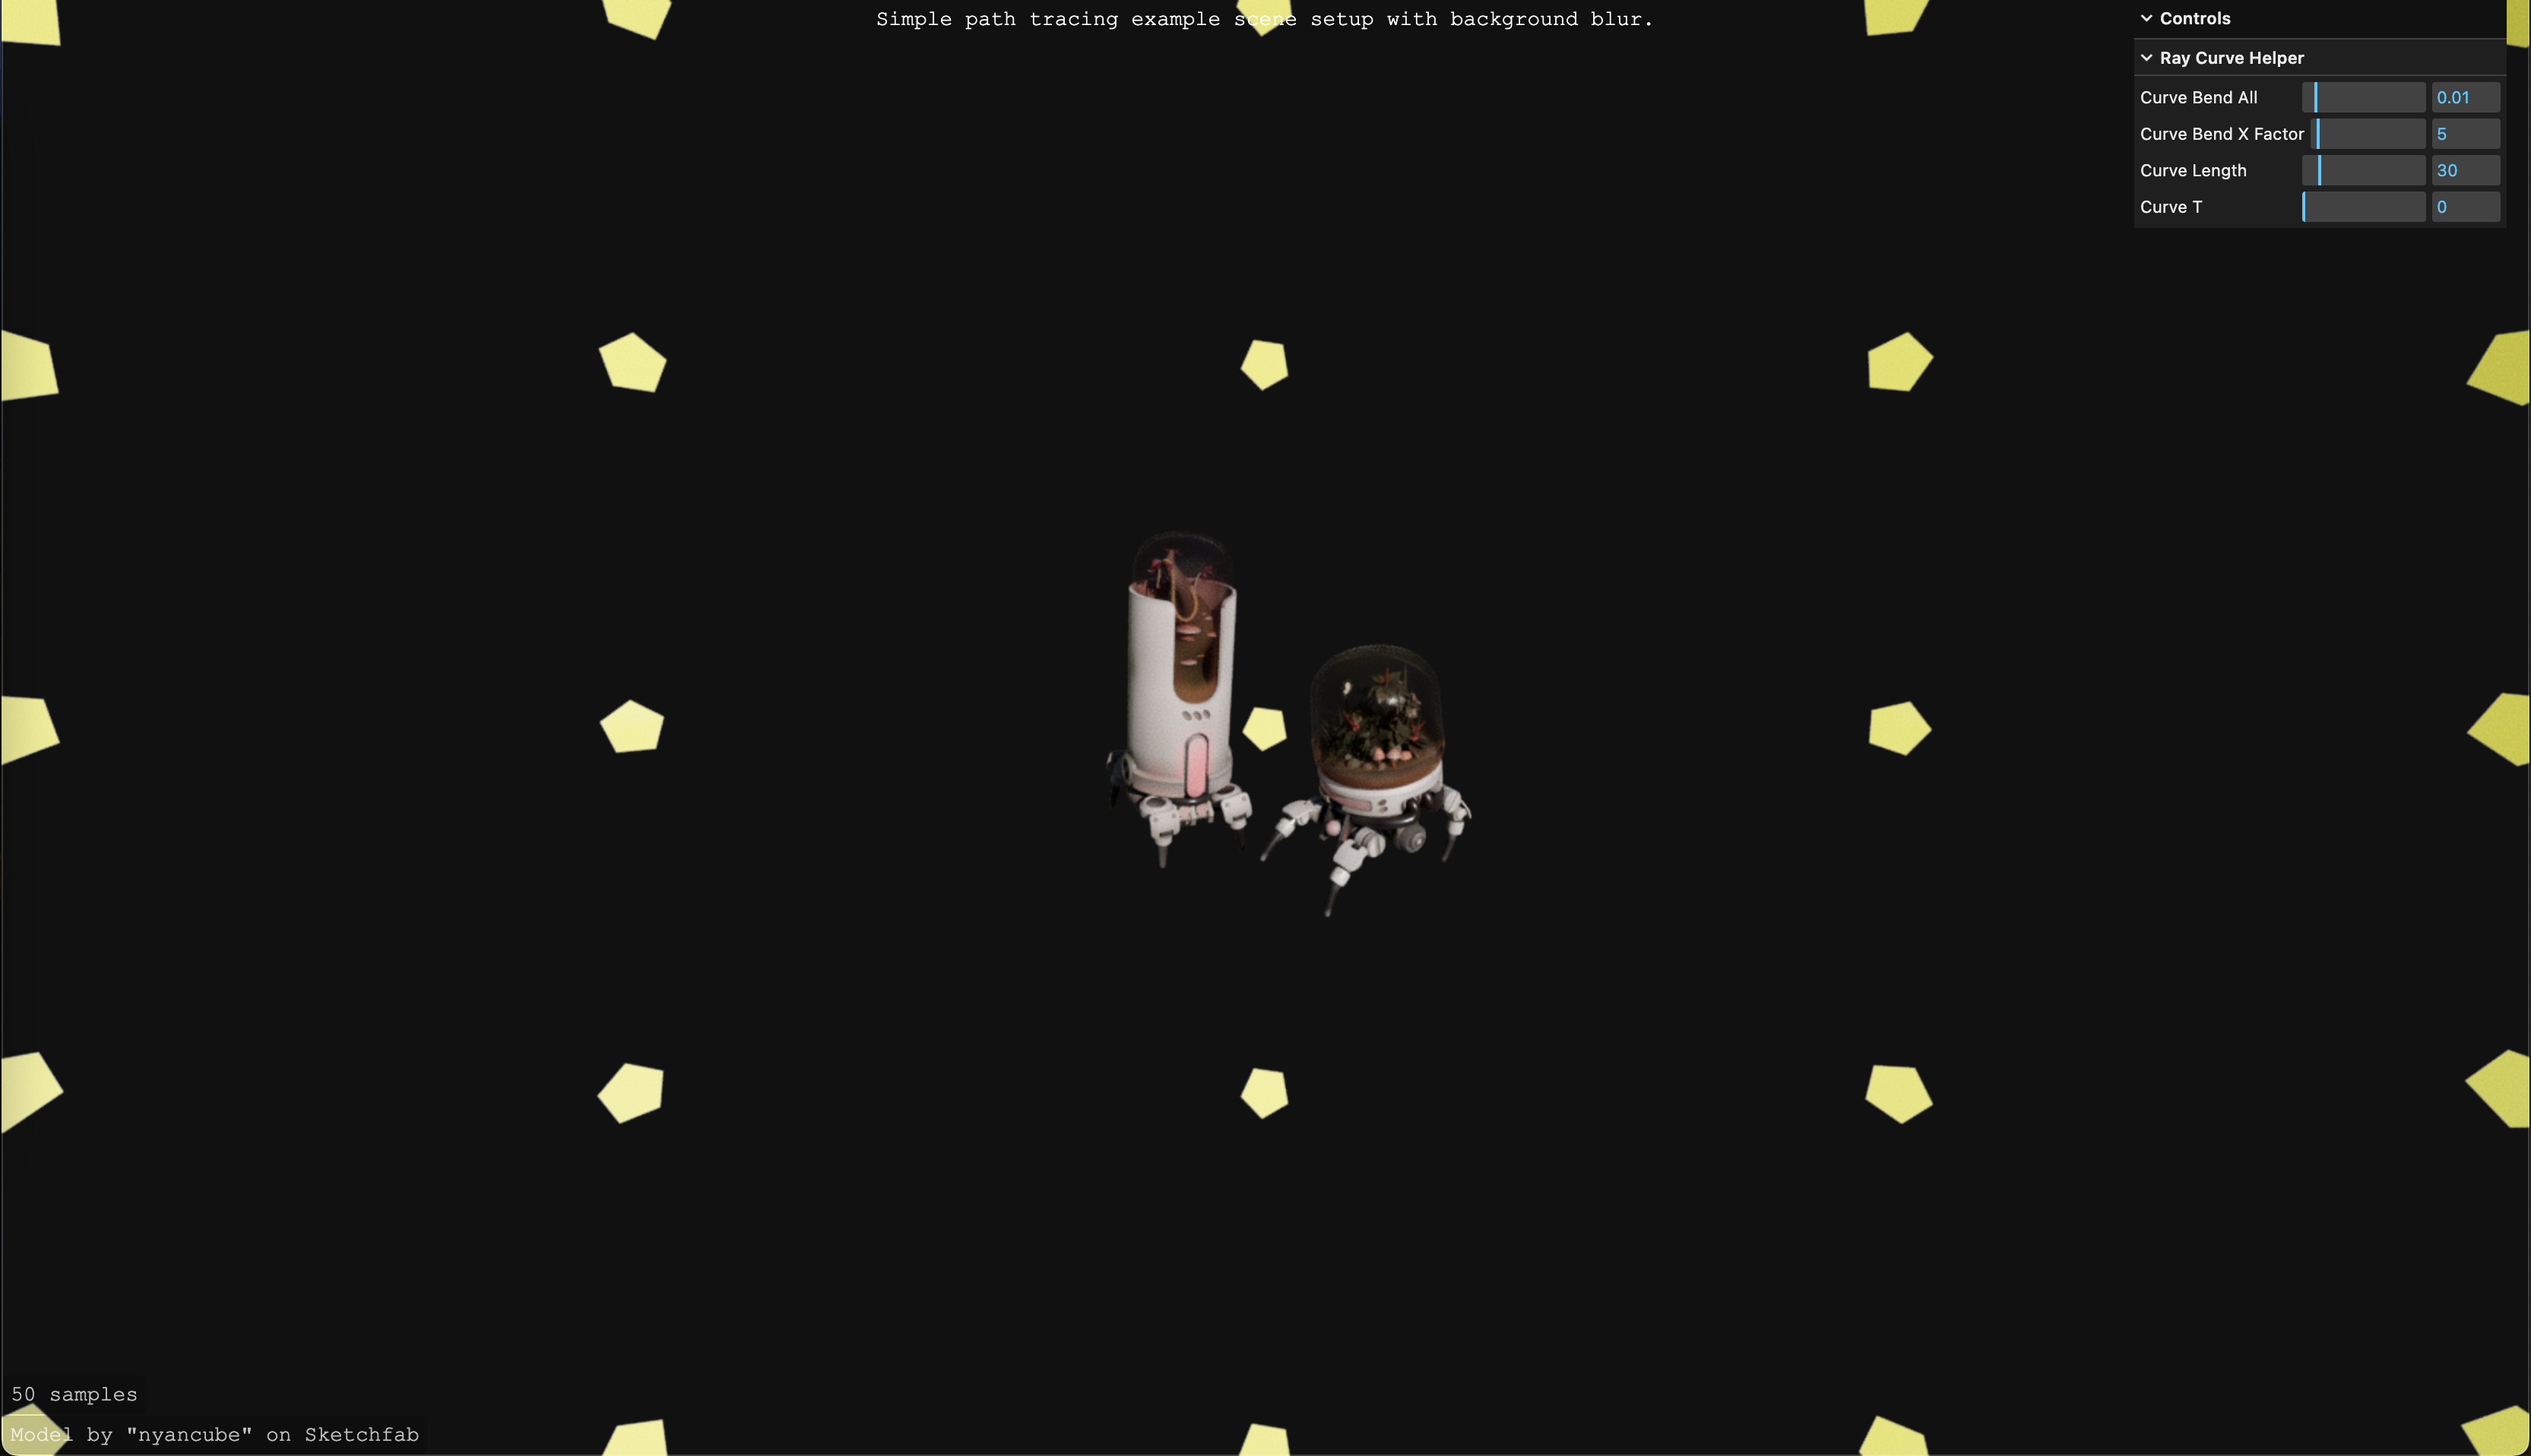 Simple path tracing example scene setup with background blur.
Controls
Ray Curve Helper
Curve Bend All 0.01
Curve Bend X Factor 5
Curve Length 30
Curve T 0
50 samples
Model by "nyancube" on Sketchfab